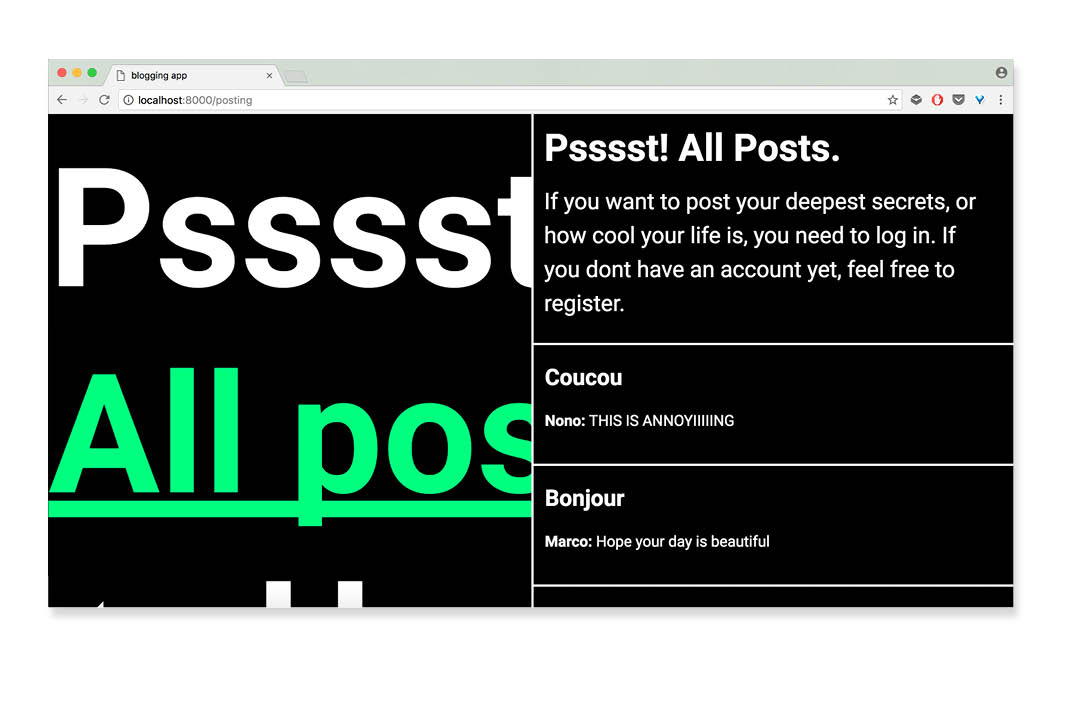 blogging app
localhost:8000/posting
Psssst
All pos
Psssst! All Posts.
If you want to post your deepest secrets, or
how cool your life is, you need to log in. If
you dont have an account yet, feel free to
register.
Coucou
Nono: THIS IS ANNOYIIIIING
Bonjour
Marco: Hope your day is beautiful